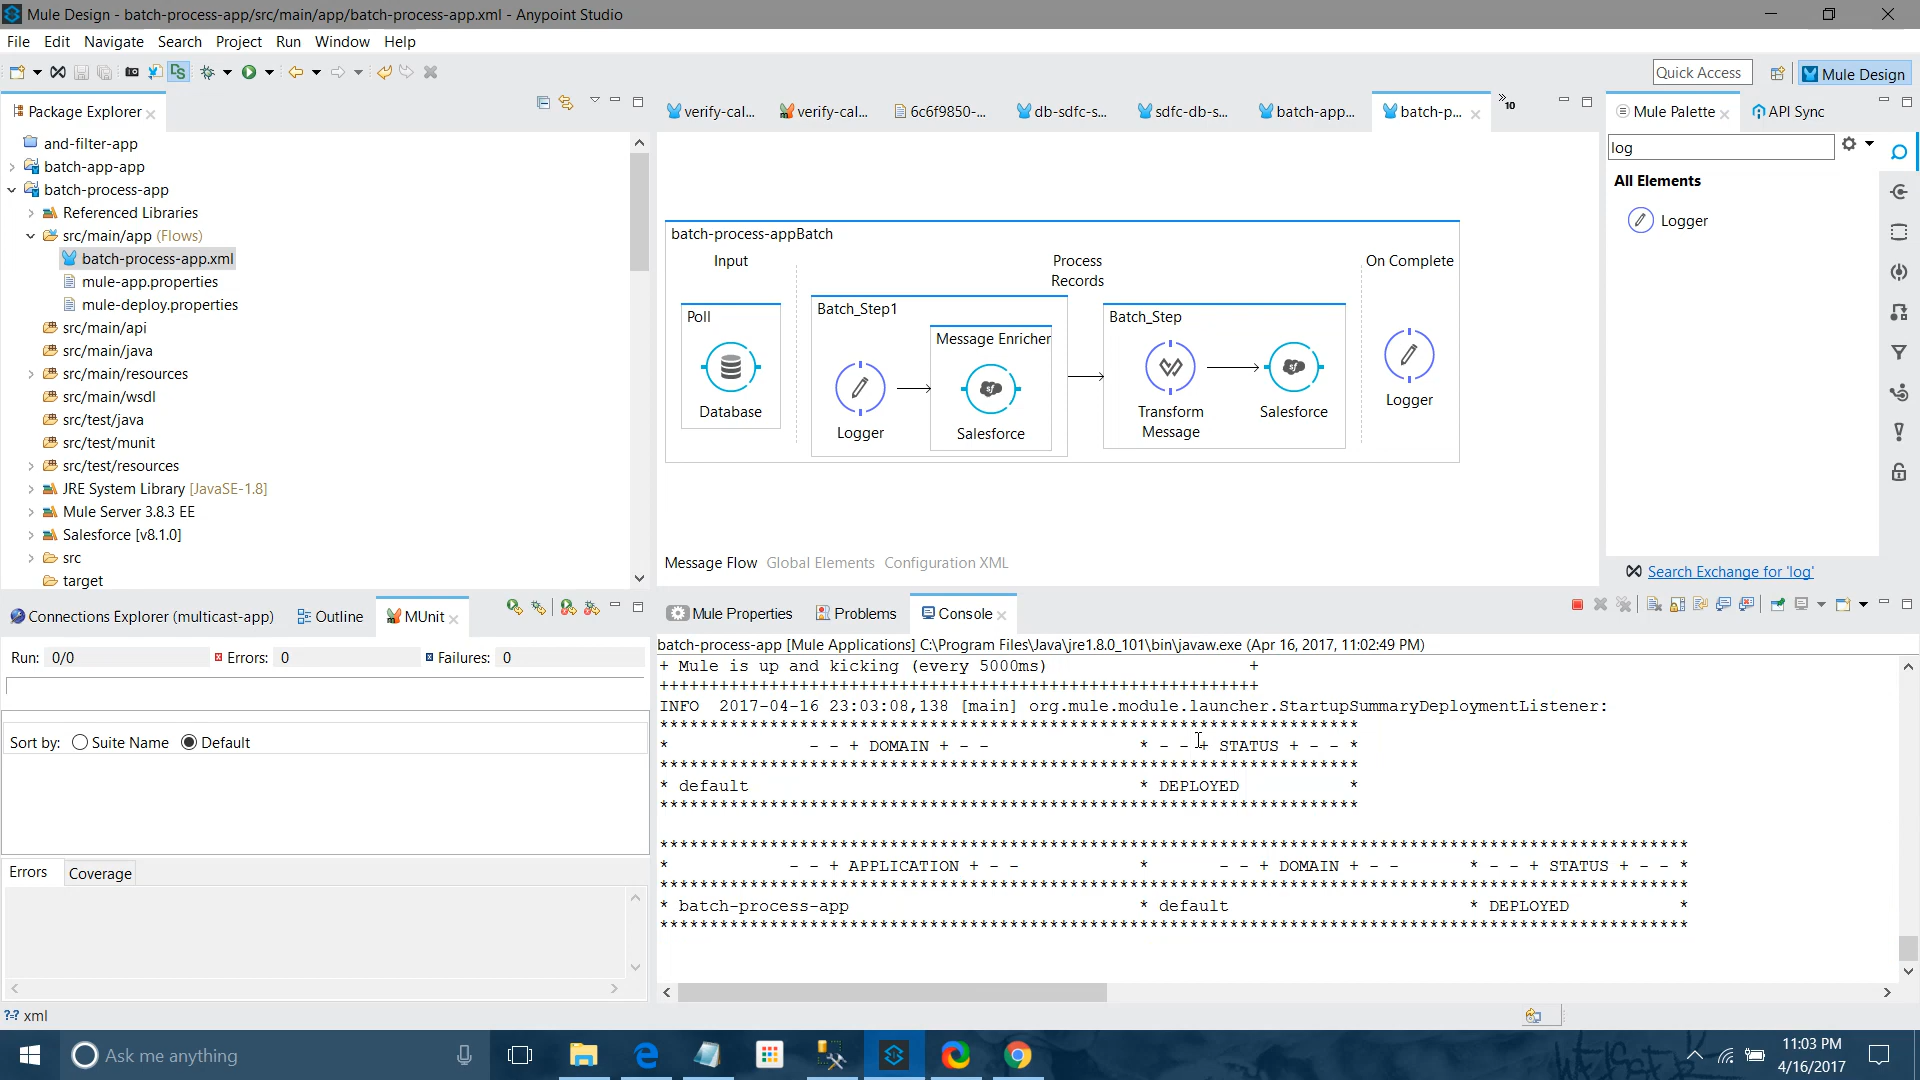 Mule Design - batch-process-app/src/main/app/batch-process-app.xml - Anypoint Studio
File Edit Navigate Search Project Run Window Help
Quick Access
Mule Design
Package Explorer
and-filter-app
batch-app-app
batch-process-app
Referenced Libraries
src/main/app (Flows)
batch-process-app.xml
mule-app.properties
mule-deploy.properties
src/main/api
src/main/java
src/main/resources
src/main/wsdl
src/test/java
src/test/munit
src/test/resources
JRE System Library [JavaSE-1.8]
Mule Server 3.8.3 EE
Salesforce [v8.1.0]
src
target
verify-cal... verify-cal... 6c6f9850-... db-sdfc-s... sdfc-db-s... batch-app... batch-p... 10
batch-process-appBatch
Input
Process
Records
On Complete
Poll
Database
Batch_Step1
Message Enricher
Logger
Salesforce
Batch_Step
Transform
Message
Salesforce
Logger
Message Flow Global Elements Configuration XML
Mule Palette API Sync
log
All Elements
Logger
Search Exchange for 'log'
Connections Explorer (multicast-app) Outline MUnit
Run: 0/0 Errors: 0 Failures: 0
Sort by: Suite Name Default
Errors Coverage
Mule Properties Problems Console
batch-process-app [Mule Applications] C:\Program Files\Java\jre1.8.0_101\bin\javaw.exe (Apr 16, 2017, 11:02:49 PM)
+ Mule is up and kicking (every 5000ms) +
++++++++++++++++++++++++++++++++++++++++++++++++++++++++++++
INFO 2017-04-16 23:03:08,138 [main] org.mule.module.launcher.StartupSummaryDeploymentListener:
**********************************************************************
* - - + DOMAIN + - - * - - + STATUS + - - *
**********************************************************************
* default * DEPLOYED *
**********************************************************************
*******************************************************************************************************
* - - + APPLICATION + - - * - - + DOMAIN + - - * - - + STATUS + - - *
*******************************************************************************************************
* batch-process-app * default * DEPLOYED *
*******************************************************************************************************
xml
Ask me anything
11:03 PM
4/16/2017